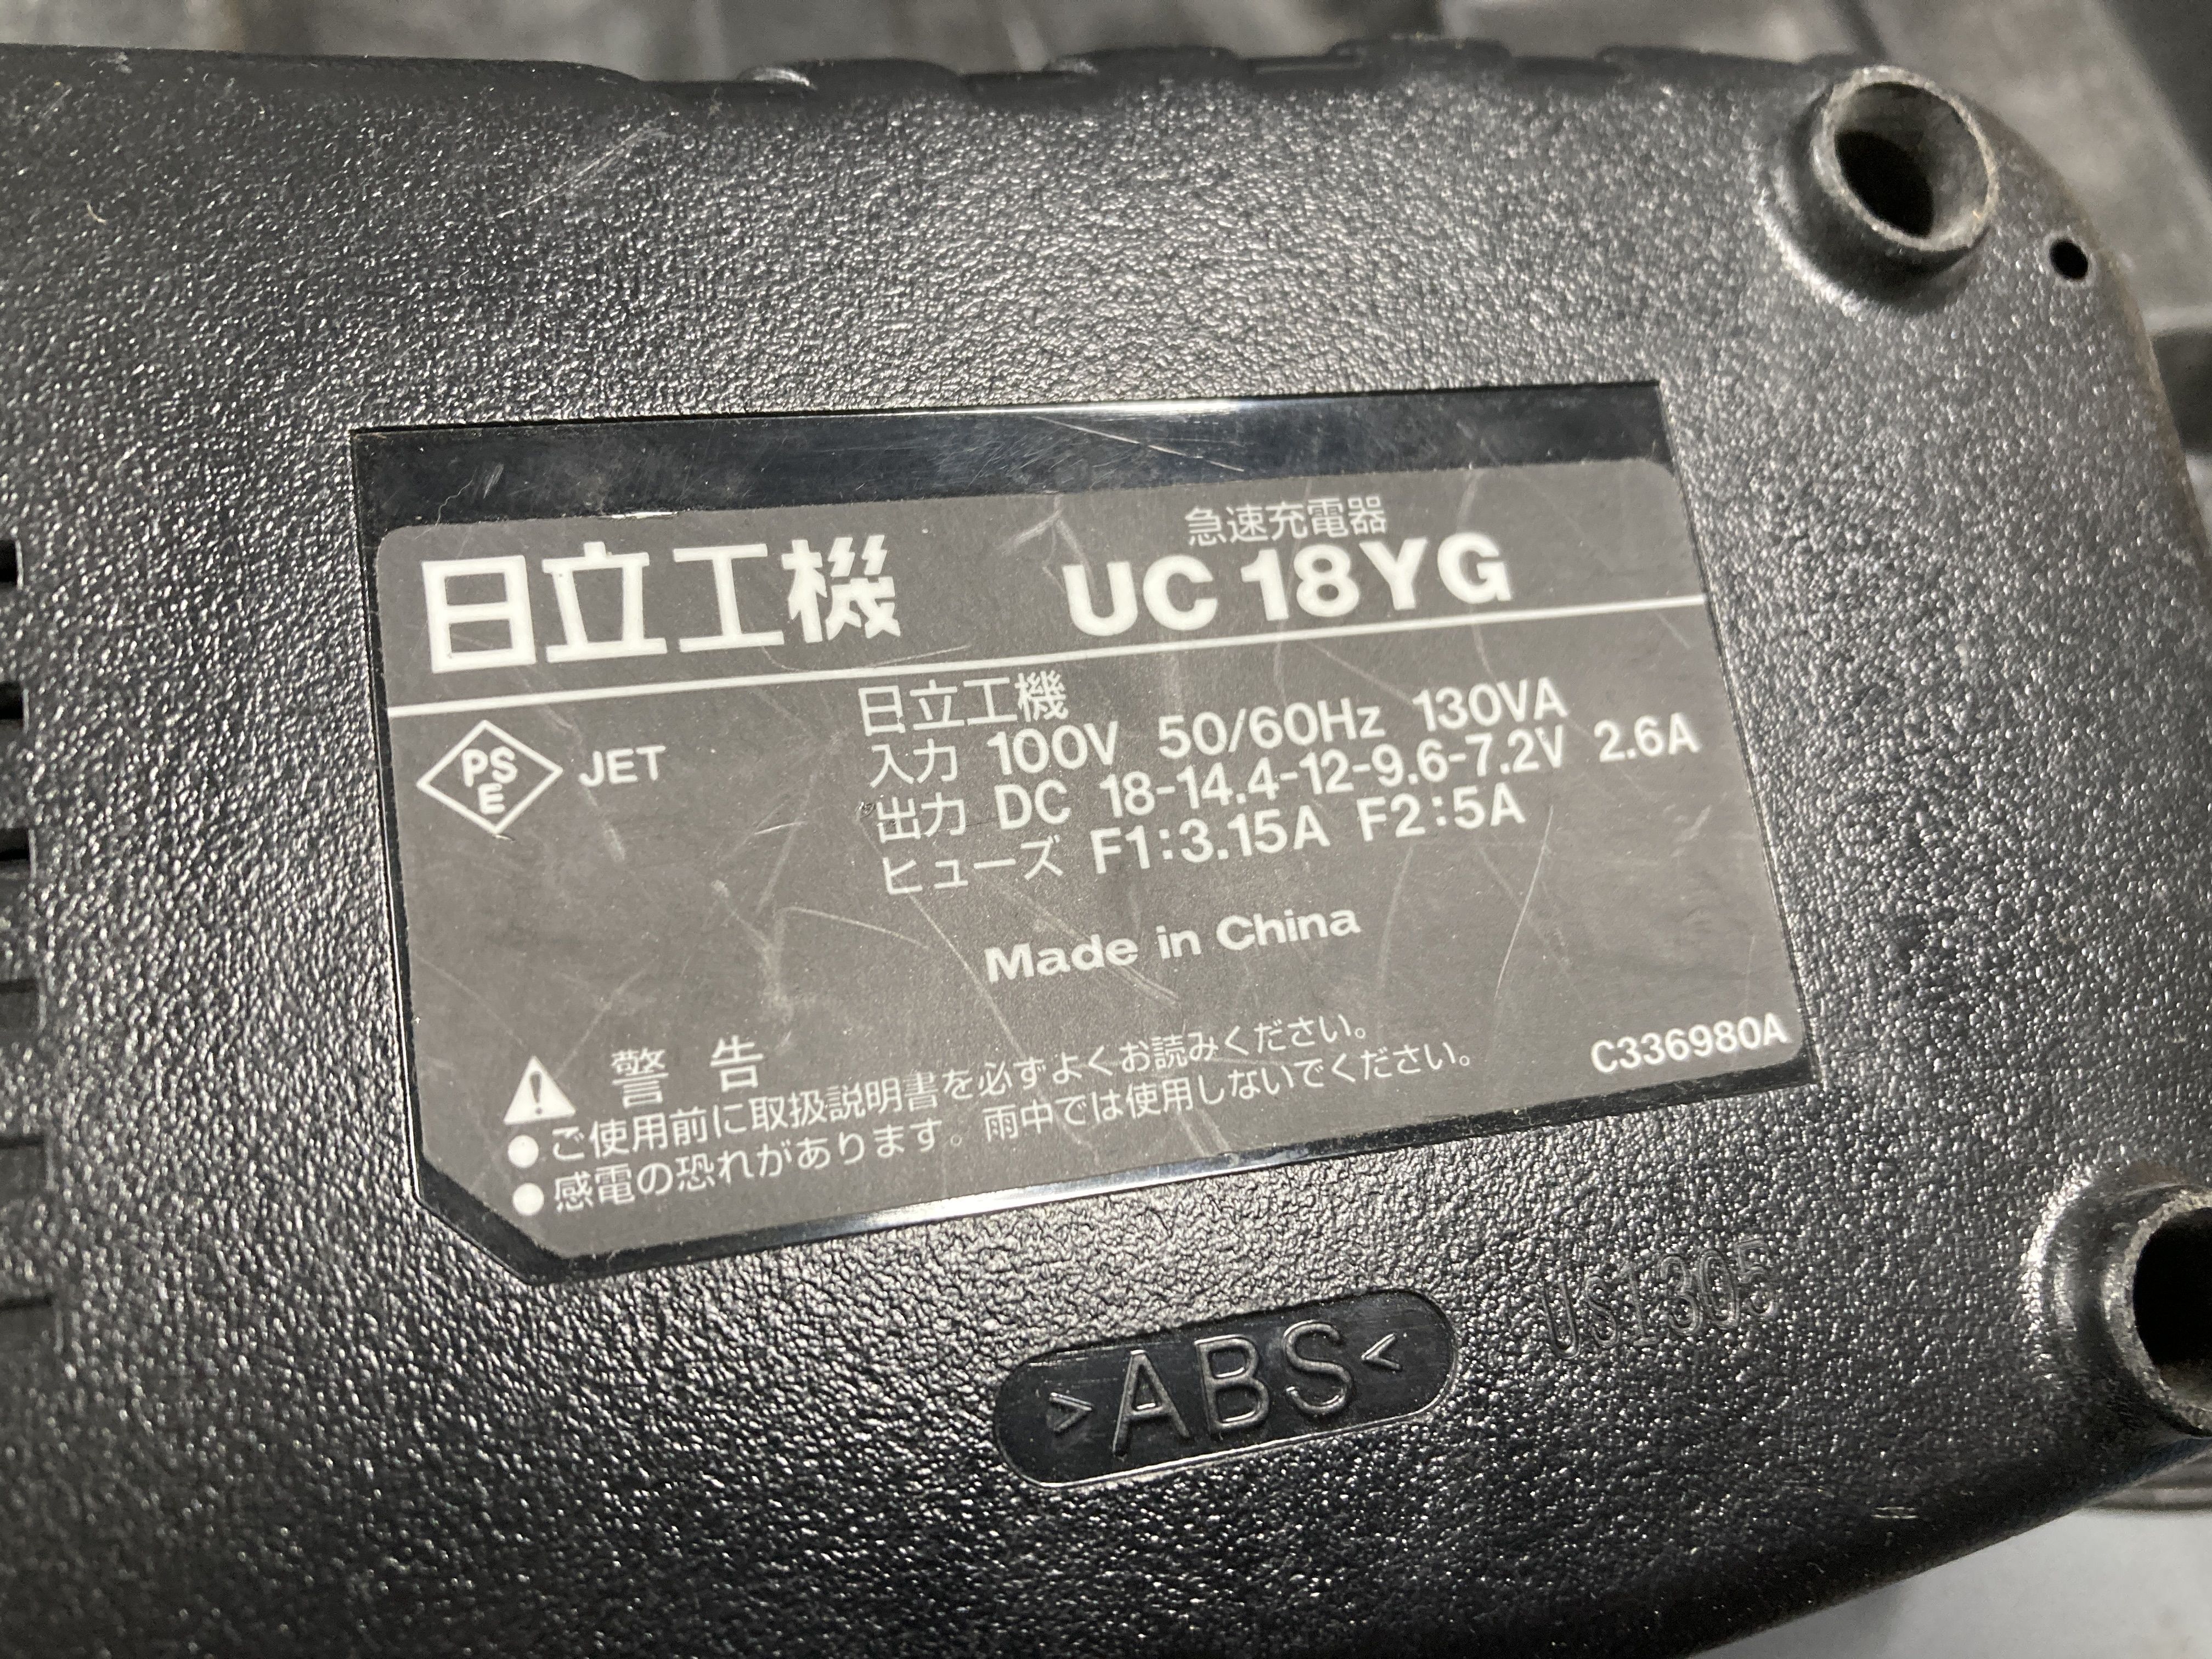 急速充電器
日立工機 UC18YG
日立工機
PSE JET
入力 100V 50/60Hz 130VA
出力 DC 18-14.4-12-9.6-7.2V 2.6A
ヒューズ F1:3.15A F2:5A
Made in China
警告
●ご使用前に取扱説明書を必ずよくお読みください。
●感電の恐れがあります。雨中では使用しないでください。
C336980A
>ABS<
Us1305